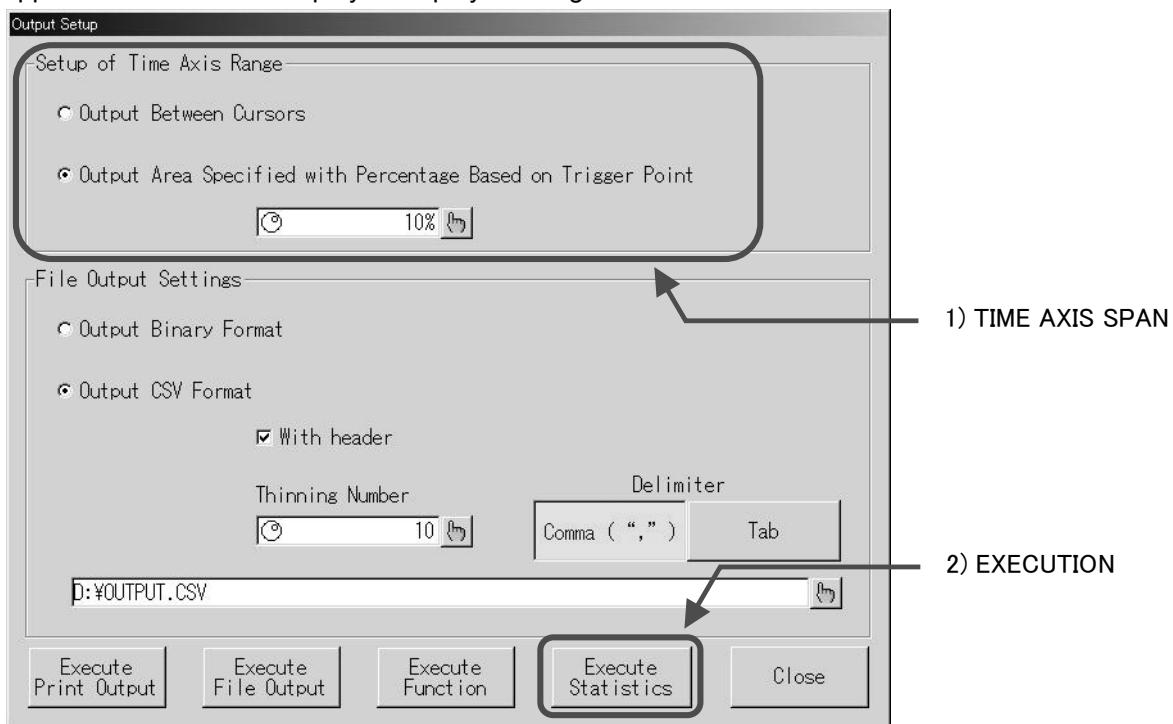 Output Setup
Setup of Time Axis Range
Output Between Cursors
Output Area Specified with Percentage Based on Trigger Point
10%
File Output Settings
1) TIME AXIS SPAN
Output Binary Format
Output CSV Format
With header
Thinning Number
Delimiter
10
Comma ( “,” )
Tab
2) EXECUTION
D:¥OUTPUT.CSV
Execute
Print Output
Execute
File Output
Execute
Function
Execute
Statistics
Close